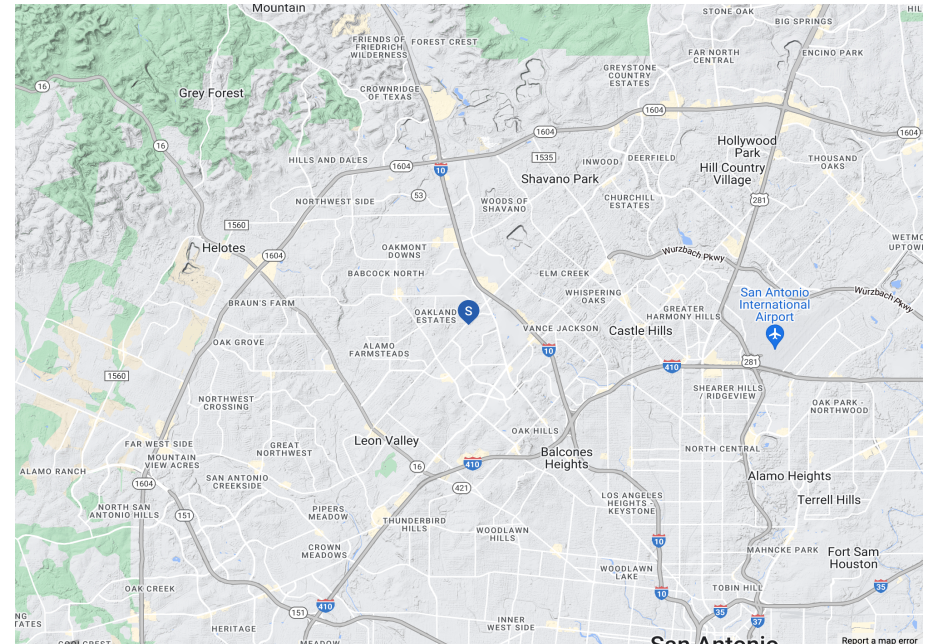 Mountain
STONE OAK
BIG SPRINGS
HIL
FRIENDS OF
FRIEDRICH
WILDERNESS
FOREST CREST
FAR NORTH
CENTRAL
ENCINO PARK
GREYSTONE
COUNTRY
ESTATES
16
Grey Forest
CROWNRIDGE
OF TEXAS
1604
1604
1604
16
Hollywood
Park
HILLS AND DALES
1604
10
1535
INWOOD
DEERFIELD
Hill Country
Village
THOUSAND
OAKS
Shavano Park
53
NORTHWEST SIDE
WOODS OF
SHAVANO
CHURCHILL
ESTATES
281
1560
Helotes
OAKMONT
DOWNS
Wurzbach Pkwy
WETMO
UPTOWN
1604
BABCOCK NORTH
ELM CREEK
WHISPERING
OAKS
San Antonio
International
Airport
Wurzbach Pkwy
BRAUN'S FARM
OAKLAND
ESTATES
S
GREATER
HARMONY HILLS
VANCE JACKSON
Castle Hills
OAK GROVE
ALAMO
FARMSTEADS
10
281
410
1560
SHEARER HILLS
/ RIDGEVIEW
NORTHWEST
CROSSING
OAK PARK -
NORTHWOOD
OAK HILLS
FAR WEST SIDE
GREAT
NORTHWEST
Leon Valley
Balcones
Heights
NORTH CENTRAL
MOUNTAIN
VIEW ACRES
ALAMO RANCH
16
410
Alamo Heights
1604
SAN ANTONIO
CREEKSIDE
421
LOS ANGELES
HEIGHTS -
KEYSTONE
Terrell Hills
NORTH SAN
ANTONIO HILLS
151
PIPERS
MEADOW
THUNDERBIRD
HILLS
WOODLAWN
HILLS
10
CROWN
MEADOWS
MAHNCKE PARK
Fort Sam
Houston
WOODLAWN
LAKE
OAK CREEK
10
TOBIN HILL
35
410
151
35
37
NG
TATES
HERITAGE
INNER
WEST SIDE
San Antonio
MEADOW
Report a map error